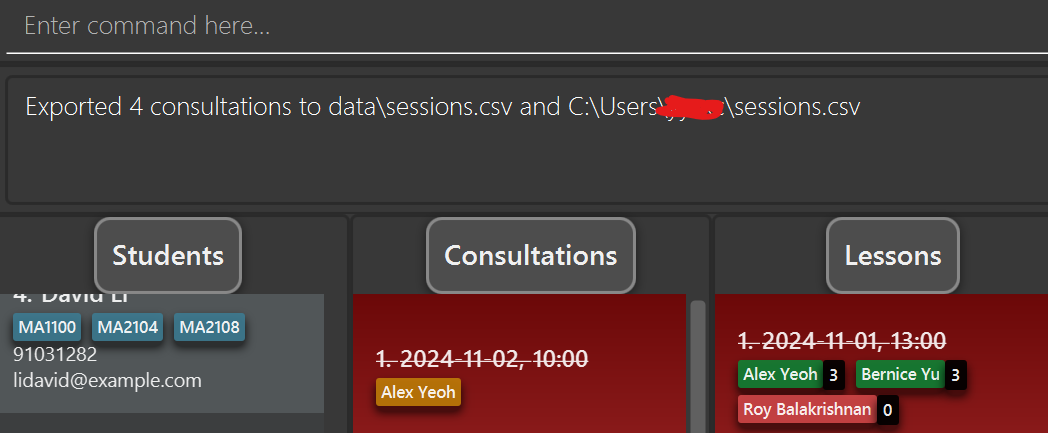 Enter command here...
Exported 4 consultations to data\sessions.csv and C:\Users\ \sessions.csv
Students
Consultations
Lessons
4. David Li
MA1100 MA2104 MA2108
91031282
lidavid@example.com
1. 2024-11-02, 10:00
Alex Yeoh
1. 2024-11-01, 13:00
Alex Yeoh 3 Bernice Yu 3
Roy Balakrishnan 0